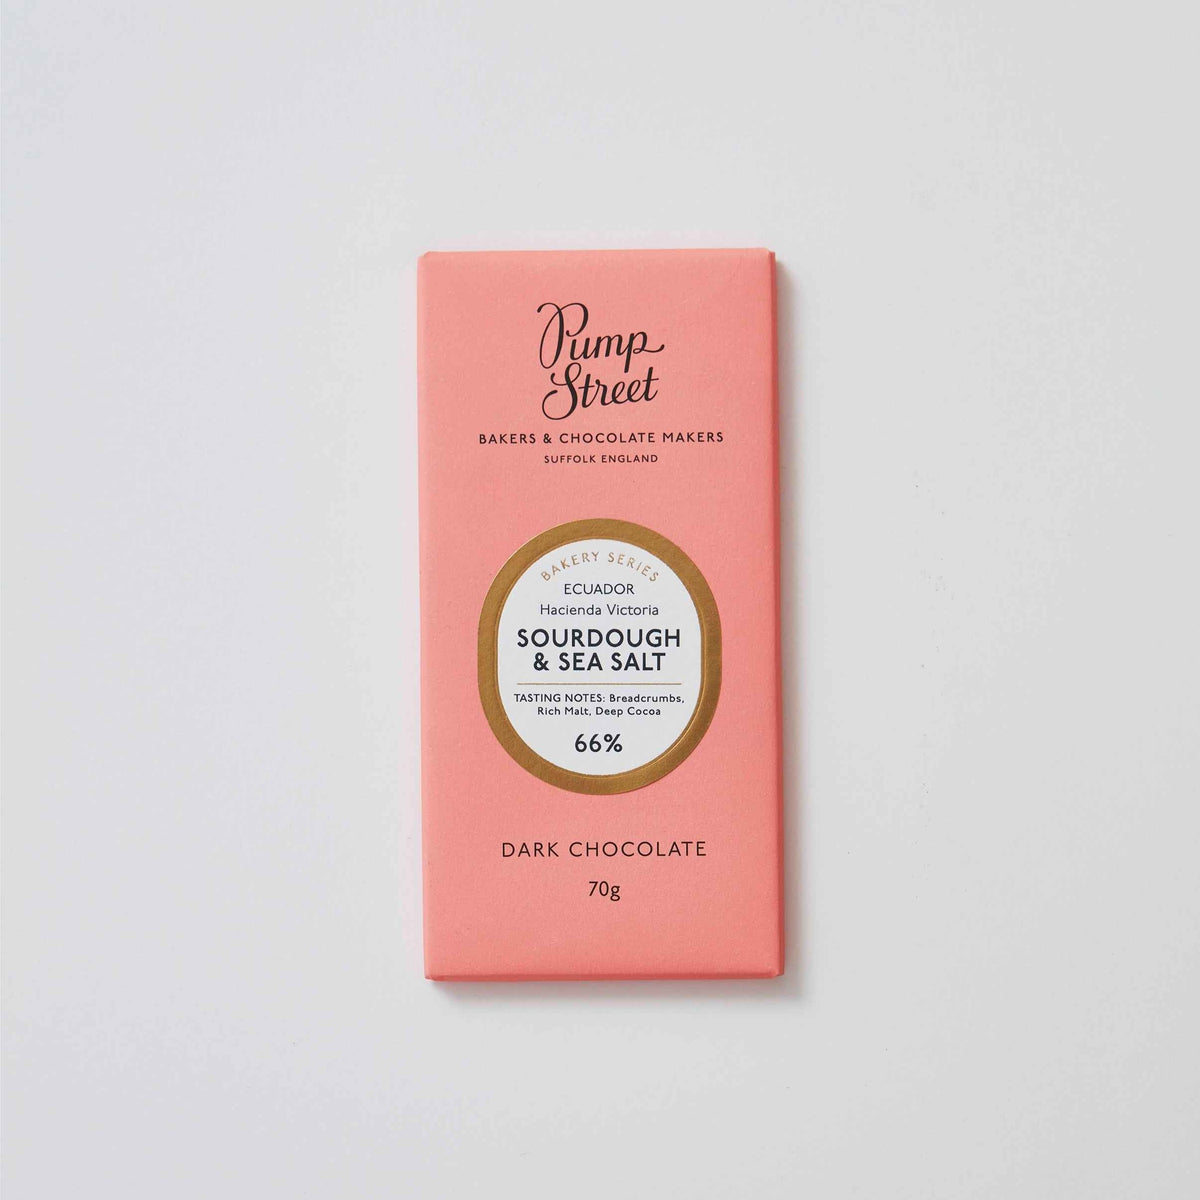 Pump
Street
BAKERS & CHOCOLATE MAKERS
SUFFOLK ENGLAND
BAKERY SERIES
ECUADOR
Hacienda Victoria
SOURDOUGH
& SEA SALT
TASTING NOTES: Breadcrumbs,
Rich Malt, Deep Cocoa
66%
DARK CHOCOLATE
70g